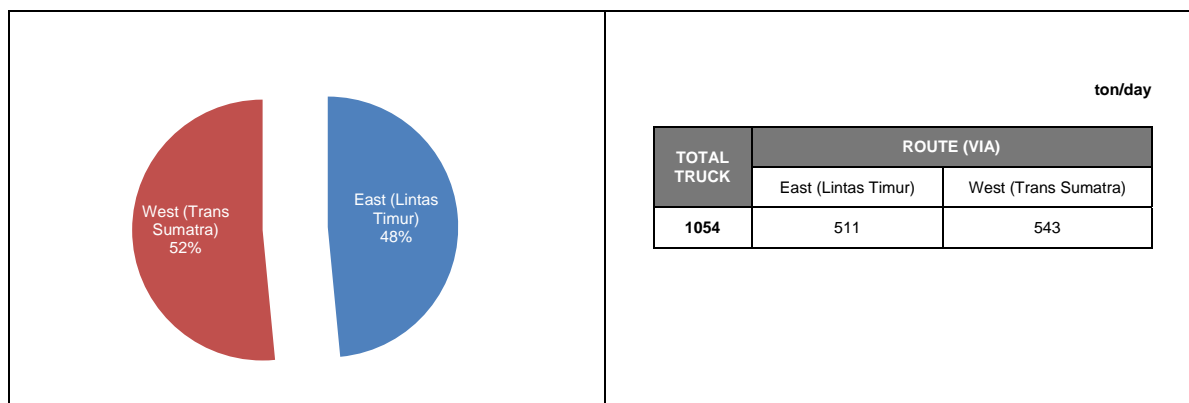 West (Trans
Sumatra)
52%
East (Lintas
Timur)
48%
ton/day
TOTAL
TRUCK
ROUTE (VIA)
East (Lintas Timur)
West (Trans Sumatra)
1054
511
543